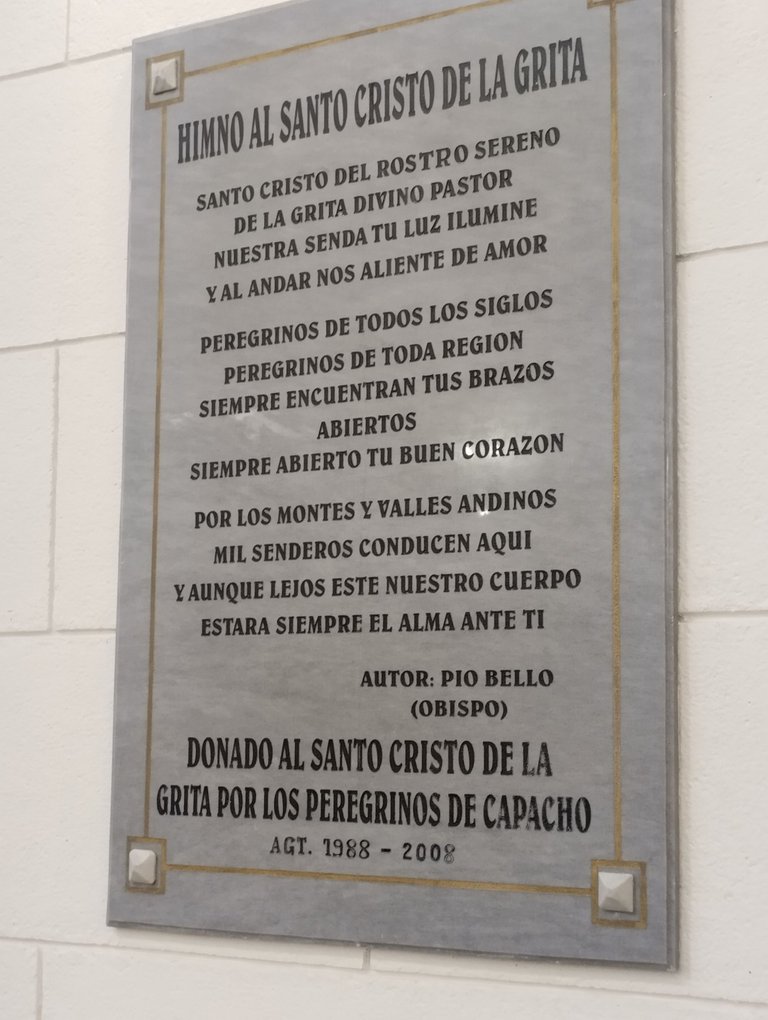 HIMNO AL SANTO CRISTO DE LA GRITA
SANTO CRISTO DEL ROSTRO SERENO
DE LA GRITA DIVINO PASTOR
NUESTRA SENDA TU LUZ ILUMINE
Y AL ANDAR NOS ALIENTE DE AMOR
PEREGRINOS DE TODOS LOS SIGLOS
PEREGRINOS DE TODA REGION
SIEMPRE ENCUENTRAN TUS BRAZOS
ABIERTOS
SIEMPRE ABIERTO TU BUEN CORAZON
POR LOS MONTES Y VALLES ANDINOS
MIL SENDEROS CONDUCEN AQUI
Y AUNQUE LEJOS ESTE NUESTRO CUERPO
ESTARA SIEMPRE EL ALMA ANTE TI
AUTOR: PIO BELLO
(OBISPO)
DONADO AL SANTO CRISTO DE LA
GRITA POR LOS PEREGRINOS DE CAPACHO
AGT. 1988 - 2008